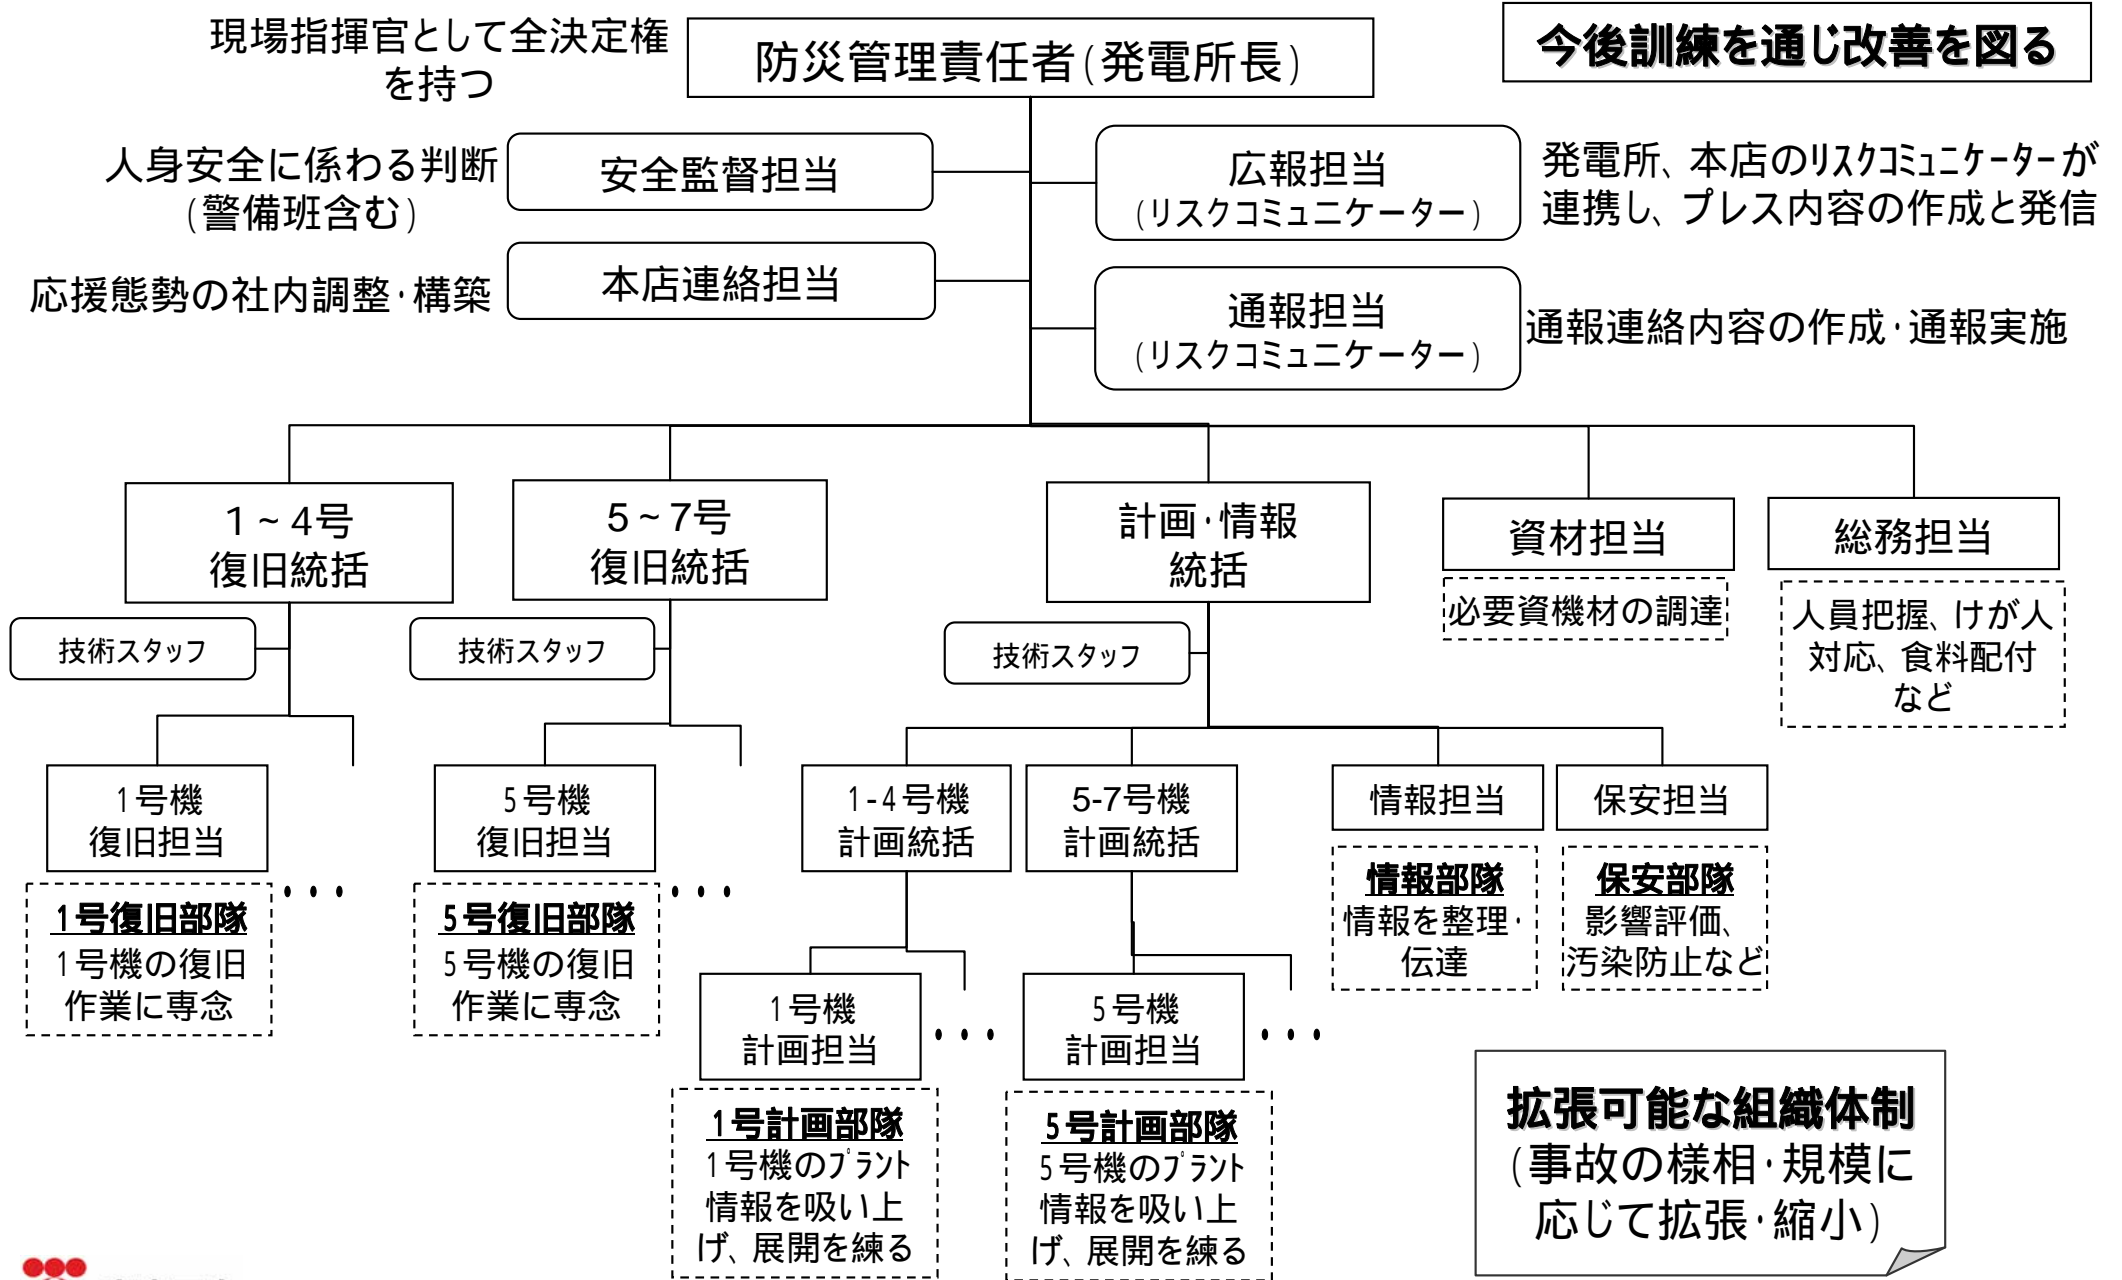 現場指揮官として全決定権
を持つ
防災管理責任者(発電所長)
今後訓練を通じ改善を図る
人身安全に係わる判断
(警備班含む)
安全監督担当
広報担当
(リスクコミュニケーター)
発電所、本店のリスクコミュニケーターが
連携し、プレス内容の作成と発信
応援態勢の社内調整・構築
本店連絡担当
通報担当
(リスクコミュニケーター)
通報連絡内容の作成・通報実施
1~4号
復旧統括
5~7号
復旧統括
計画・情報
統括
資材担当
必要資機材の調達
総務担当
人員把握、けが人
対応、食料配付
など
技術スタッフ
技術スタッフ
技術スタッフ
1号機
復旧担当
1号復旧部隊
1号機の復旧
作業に専念
・・・
5号機
復旧担当
5号復旧部隊
5号機の復旧
作業に専念
・・・
1-4号機
計画統括
5-7号機
計画統括
情報担当
情報部隊
情報を整理・
伝達
保安担当
保安部隊
影響評価、
汚染防止など
1号機
計画担当
・・・
1号計画部隊
1号機のプラント
情報を吸い上
げ、展開を練る
5号機
計画担当
・・・
5号計画部隊
5号機のプラント
情報を吸い上
げ、展開を練る
拡張可能な組織体制
(事故の様相・規模に
応じて拡張・縮小)